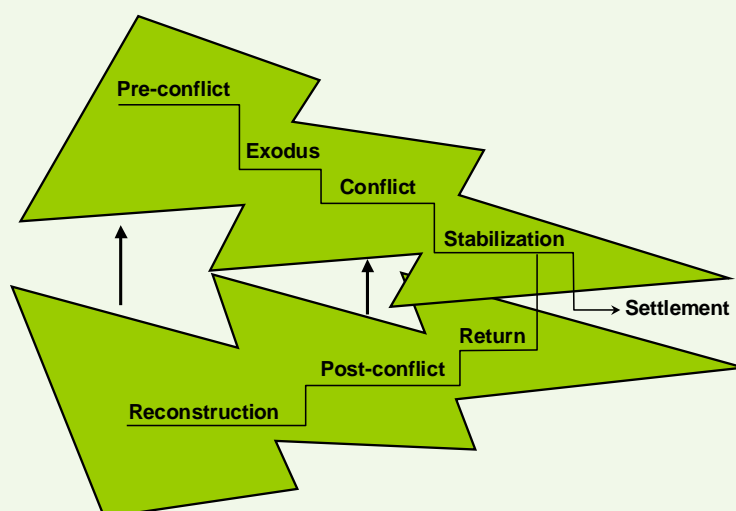 Pre-conflict
Exodus
Conflict
Stabilization
Settlement
Return
Post-conflict
Reconstruction